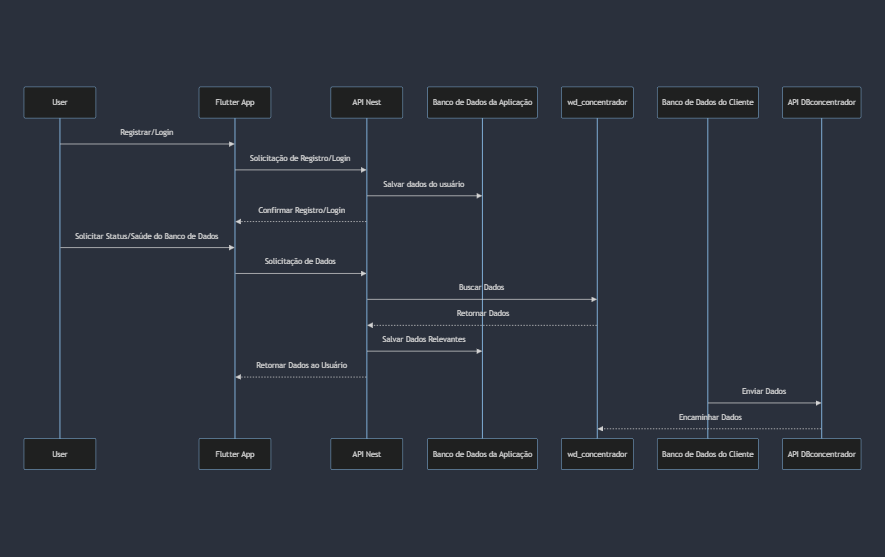 User
Flutter App
API Nest
Banco de Dados da Aplicação
wd_concentrador
Banco de Dados do Cliente
API DBconcentrador
Registrar/Login
Solicitação de Registro/Login
Salvar dados do usuário
Confirmar Registro/Login
Solicitar Status/Saúde do Banco de Dados
Solicitação de Dados
Buscar Dados
Retornar Dados
Salvar Dados Relevantes
Retornar Dados ao Usuário
Enviar Dados
Encaminhar Dados
User
Flutter App
API Nest
Banco de Dados da Aplicação
wd_concentrador
Banco de Dados do Cliente
API DBconcentrador